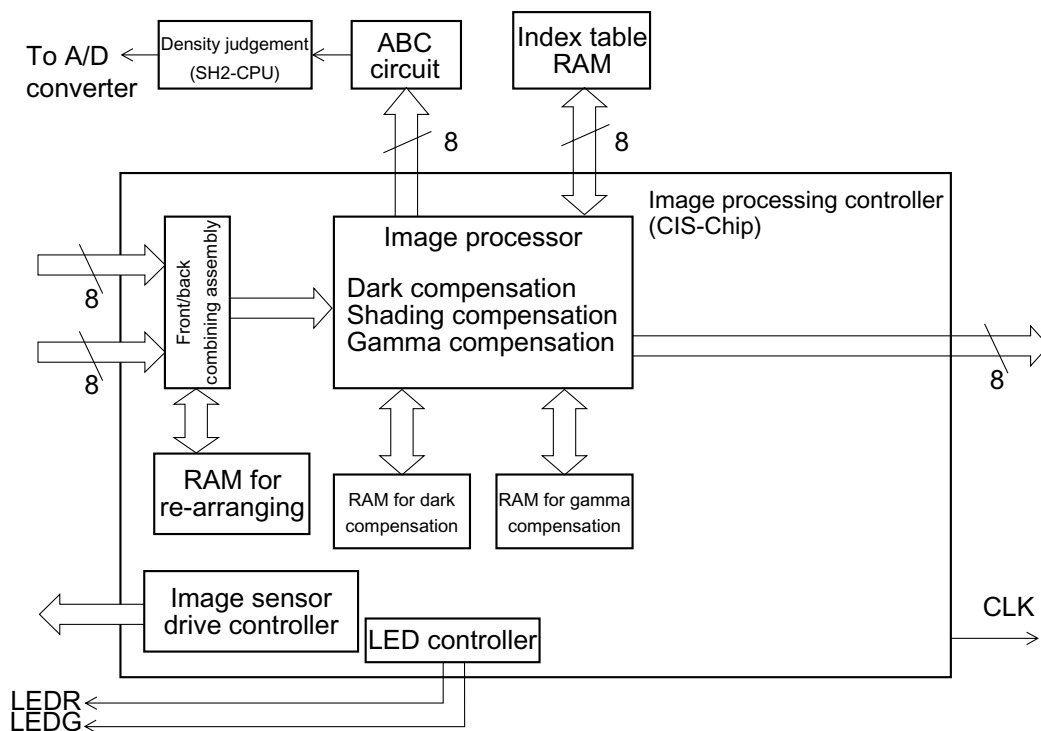 To A/D
converter
Density judgement
(SH2-CPU)
ABC
circuit
Index table
RAM
8
8
Image processing controller
(CIS-Chip)
Front/back
combining assembly
Image processor
Dark compensation
Shading compensation
Gamma compensation
8
8
8
RAM for
re-arranging
RAM for dark
compensation
RAM for gamma
compensation
Image sensor
drive controller
LED controller
CLK
LEDR
LEDG